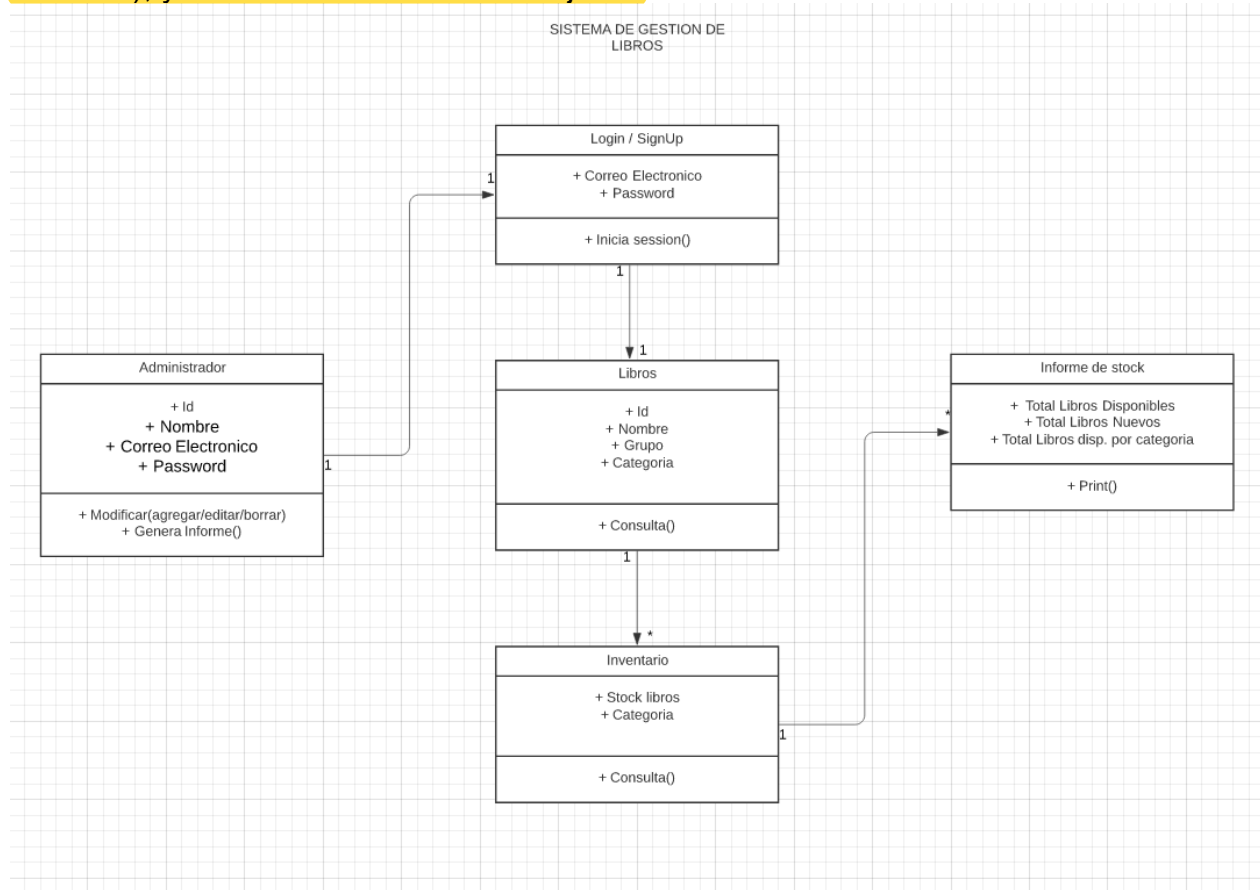 SISTEMA DE GESTION DE
LIBROS
Login / SignUp
+ Correo Electronico
+ Password
+ Inicia session()
1
1
1
Administrador
+ Id
+ Nombre
+ Correo Electronico
+ Password
+ Modificar(agregar/editar/borrar)
+ Genera Informe()
1
Libros
+ Id
+ Nombre
+ Grupo
+ Categoria
+ Consulta()
1
*
Inventario
+ Stock libros
+ Categoria
+ Consulta()
1
*
Informe de stock
+ Total Libros Disponibles
+ Total Libros Nuevos
+ Total Libros disp. por categoria
+ Print()